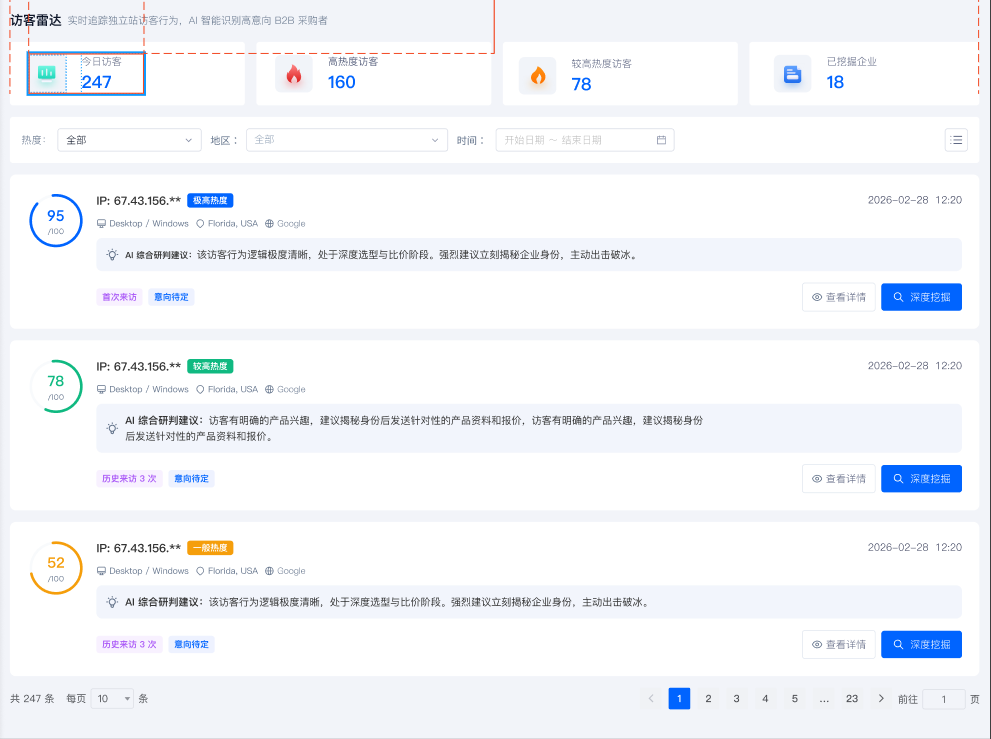 访客雷达 实时追踪独立站访客行为，AI 智能识别高意向 B2B 采购者
今日访客
247
高热度访客
160
较高热度访客
78
已挖掘企业
18
热度： 全部 地区： 全部 时间： 开始日期 ~ 结束日期
95
/100
IP: 67.43.156.** 极高热度 2026-02-28 12:20
Desktop / Windows Florida, USA Google
AI 综合研判建议：该访客行为逻辑极度清晰，处于深度选型与比价阶段。强烈建议立刻揭秘企业身份，主动出击破冰。
首次来访 意向待定 查看详情 深度挖掘
78
/100
IP: 67.43.156.** 较高热度 2026-02-28 12:20
Desktop / Windows Florida, USA Google
AI 综合研判建议：访客有明确的产品兴趣，建议揭秘身份后发送针对性的产品资料和报价，访客有明确的产品兴趣，建议揭秘身份
后发送针对性的产品资料和报价。
历史来访 3 次 意向待定 查看详情 深度挖掘
52
/100
IP: 67.43.156.** 一般热度 2026-02-28 12:20
Desktop / Windows Florida, USA Google
AI 综合研判建议：该访客行为逻辑极度清晰，处于深度选型与比价阶段。强烈建议立刻揭秘企业身份，主动出击破冰。
历史来访 3 次 意向待定 查看详情 深度挖掘
共 247 条 每页 10 条 1 2 3 4 5 ... 23 前往 1 页